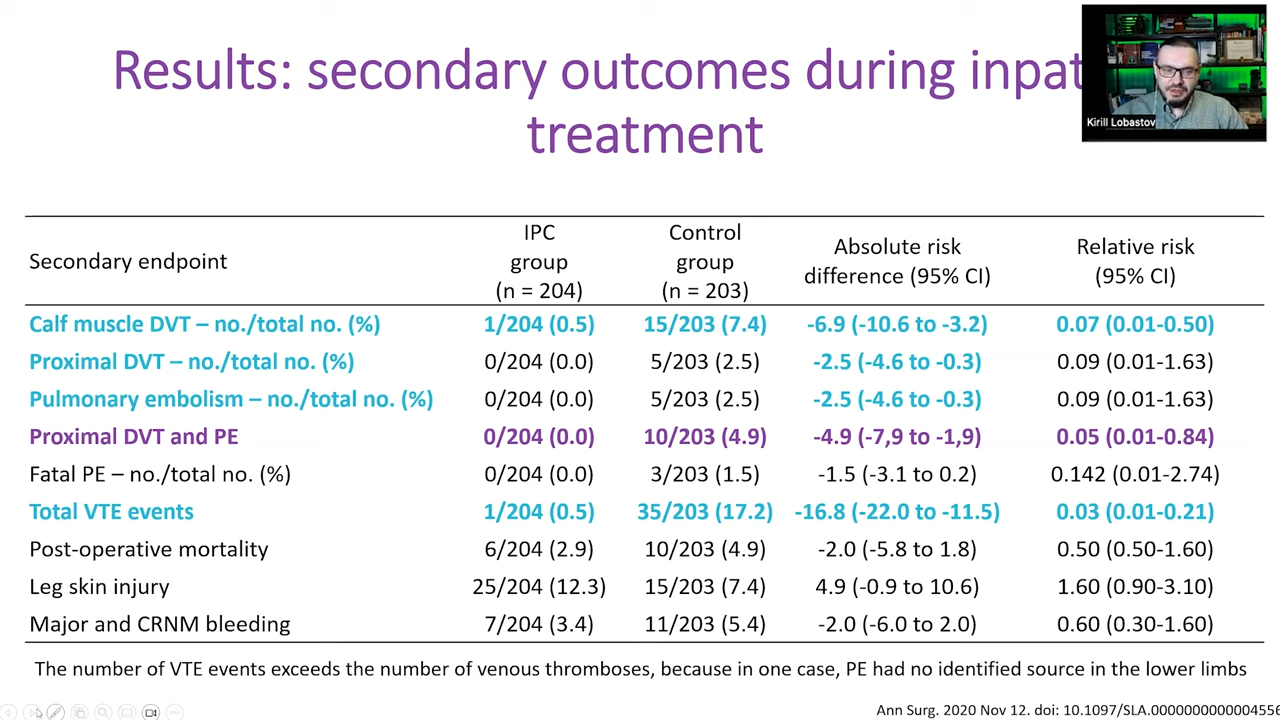 Results: secondary outcomes during inpat
treatment
Kirill Lobastov
Secondary endpoint
IPC
group
(n = 204)
Control
group
(n = 203)
Absolute risk
difference (95% CI)
Relative risk
(95% CI)
Calf muscle DVT – no./total no. (%) 1/204 (0.5) 15/203 (7.4) -6.9 (-10.6 to -3.2) 0.07 (0.01-0.50)
Proximal DVT – no./total no. (%) 0/204 (0.0) 5/203 (2.5) -2.5 (-4.6 to -0.3) 0.09 (0.01-1.63)
Pulmonary embolism – no./total no. (%) 0/204 (0.0) 5/203 (2.5) -2.5 (-4.6 to -0.3) 0.09 (0.01-1.63)
Proximal DVT and PE 0/204 (0.0) 10/203 (4.9) -4.9 (-7,9 to -1,9) 0.05 (0.01-0.84)
Fatal PE – no./total no. (%) 0/204 (0.0) 3/203 (1.5) -1.5 (-3.1 to 0.2) 0.142 (0.01-2.74)
Total VTE events 1/204 (0.5) 35/203 (17.2) -16.8 (-22.0 to -11.5) 0.03 (0.01-0.21)
Post-operative mortality 6/204 (2.9) 10/203 (4.9) -2.0 (-5.8 to 1.8) 0.50 (0.50-1.60)
Leg skin injury 25/204 (12.3) 15/203 (7.4) 4.9 (-0.9 to 10.6) 1.60 (0.90-3.10)
Major and CRNM bleeding 7/204 (3.4) 11/203 (5.4) -2.0 (-6.0 to 2.0) 0.60 (0.30-1.60)
The number of VTE events exceeds the number of venous thromboses, because in one case, PE had no identified source in the lower limbs
Ann Surg. 2020 Nov 12. doi: 10.1097/SLA.0000000000004556